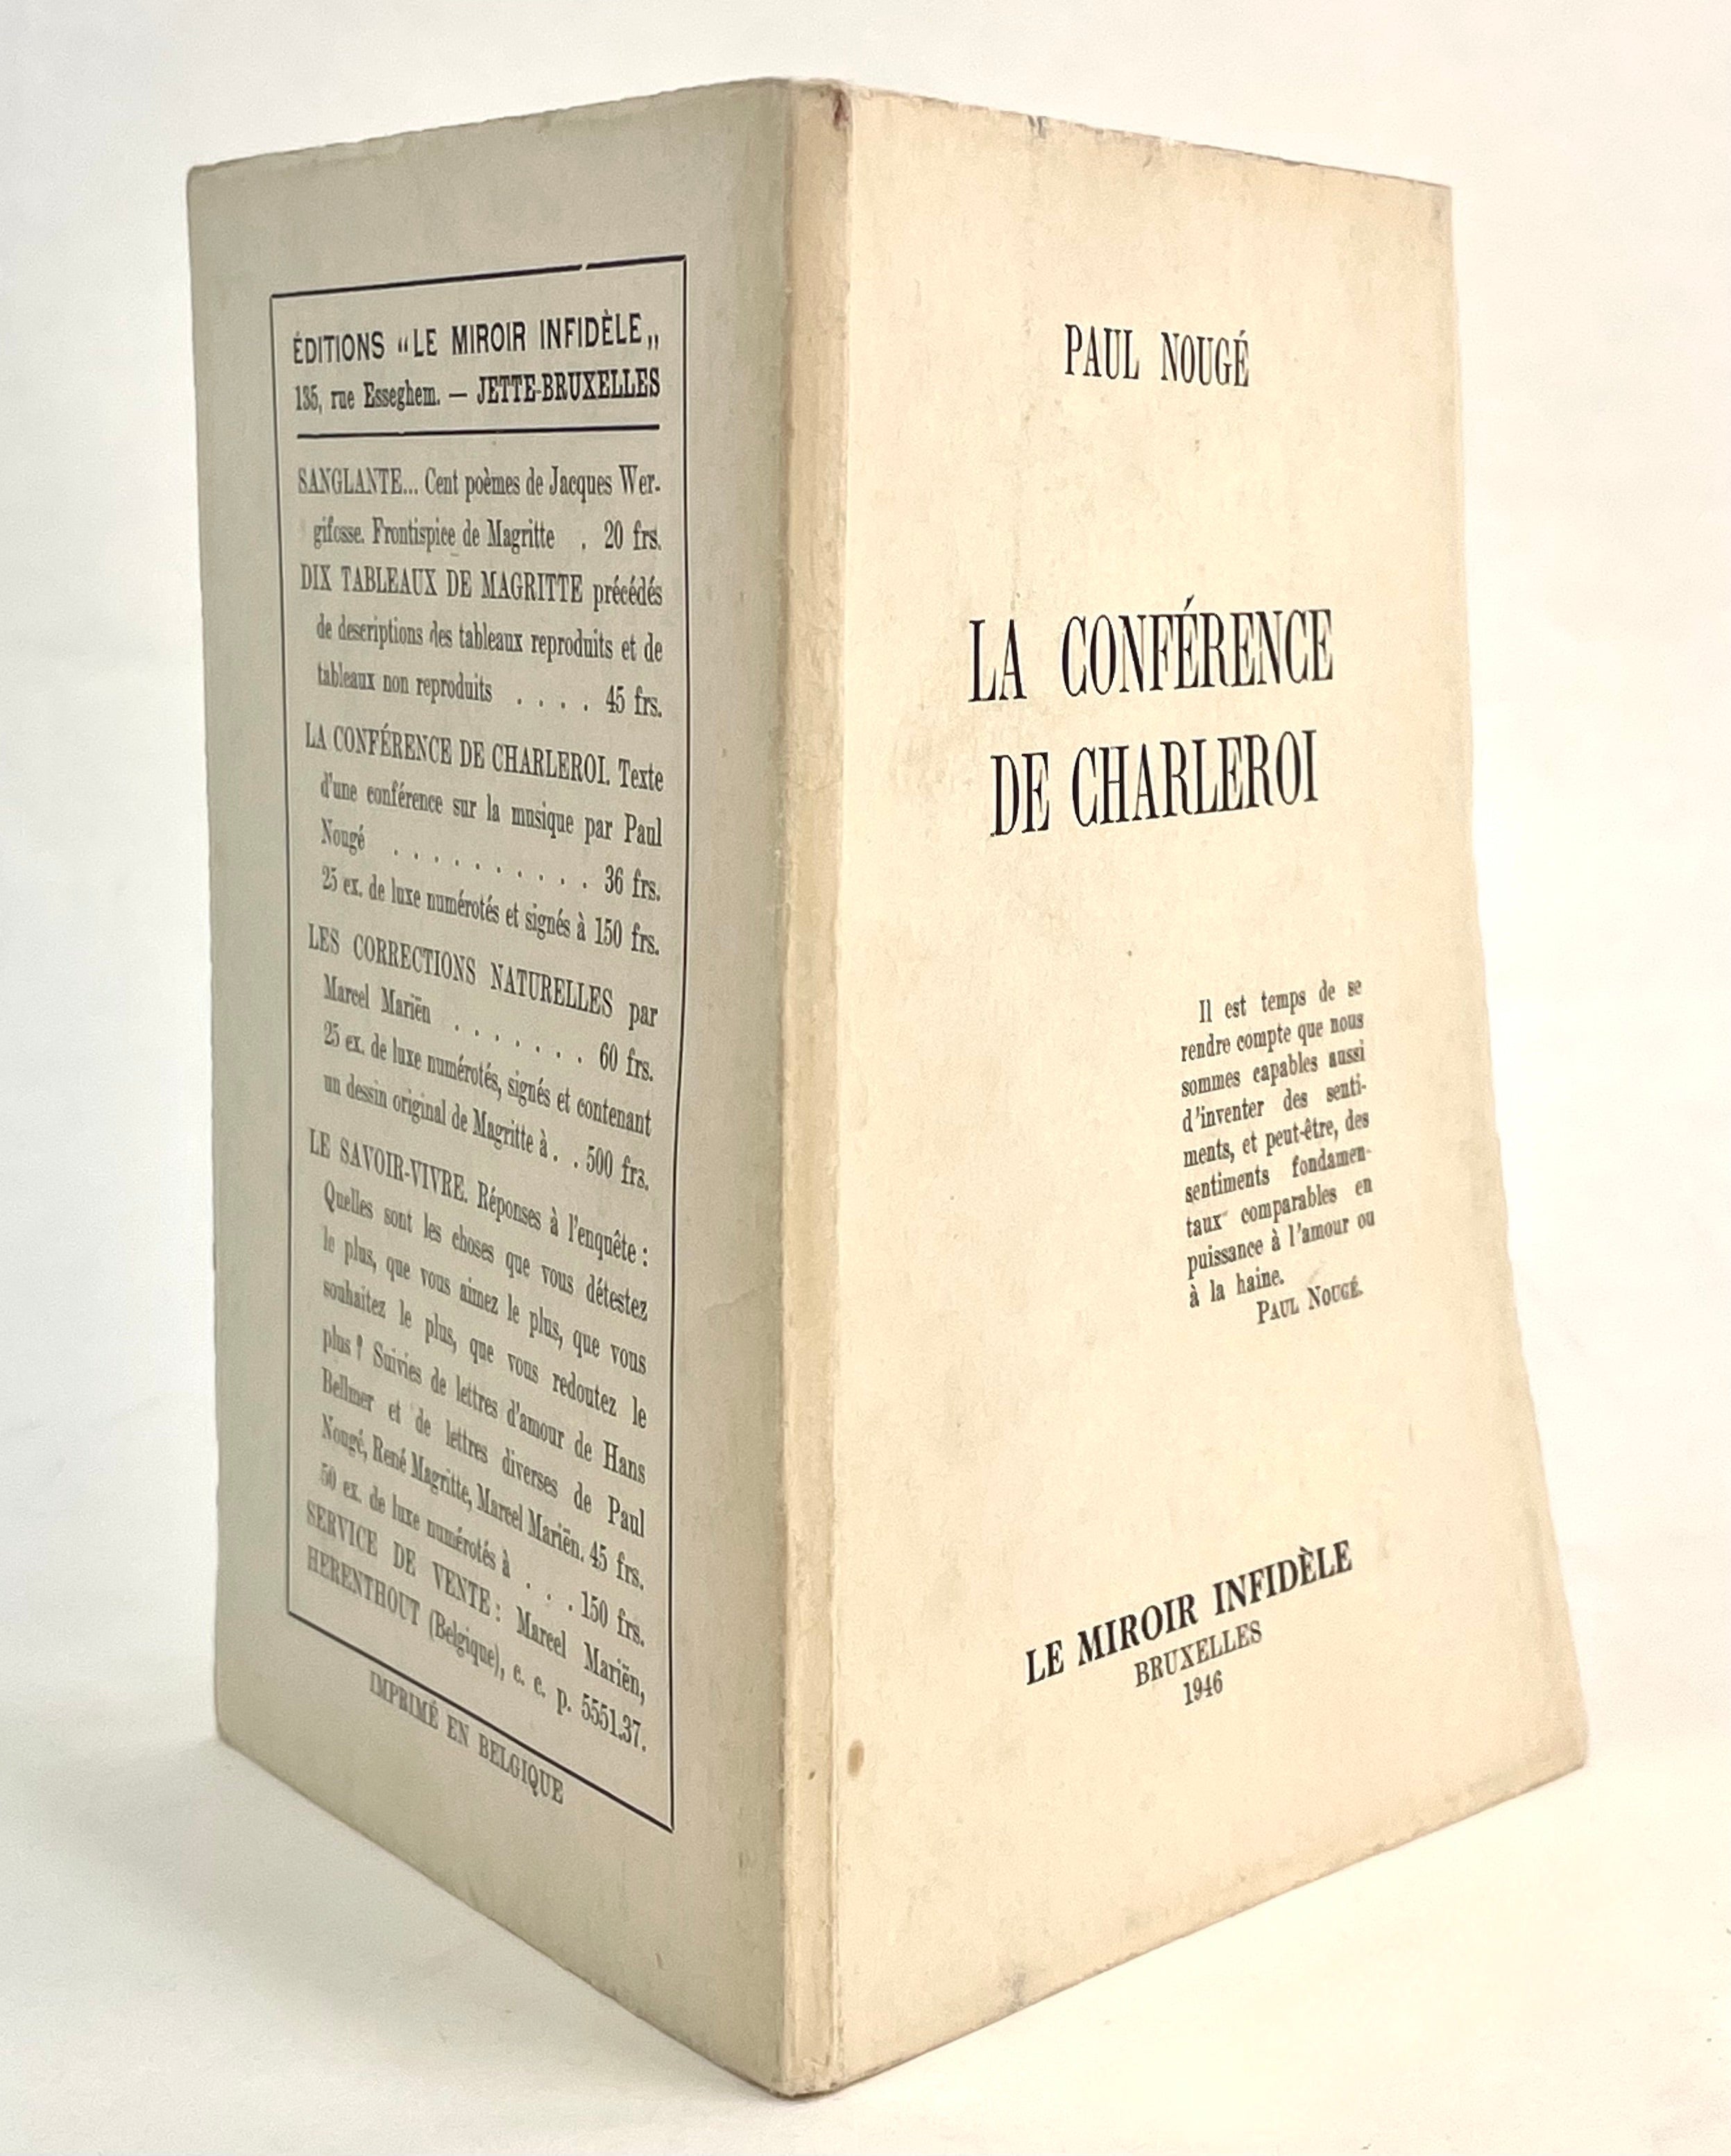 ÉDITIONS "LE MIROIR INFIDÈLE„
135, rue Esseghem. — JETTE-BRUXELLES
SANGLANTE... Cent poèmes de Jacques Wer-
gifosse. Frontispice de Magritte . 20 frs.
DIX TABLEAUX DE MAGRITTE précédés
de descriptions des tableaux reproduits et de
tableaux non reproduits . . . . 45 frs.
LA CONFÉRENCE DE CHARLEROI. Texte
d'une conférence sur la musique par Paul
Nougé . . . . . . . . . . 36 frs.
25 ex. de luxe numérotés et signés à 150 frs.
LES CORRECTIONS NATURELLES par
Marcel Mariën . . . . . . . 60 frs.
25 ex. de luxe numérotés, signés et contenant
un dessin original de Magritte à . . 500 frs.
LE SAVOIR-VIVRE. Réponses à l'enquête :
Quelles sont les choses que vous détestez
le plus, que vous aimez le plus, que vous
souhaitez le plus, que vous redoutez le
plus ? Suivies de lettres d'amour de Hans
Bellmer et de lettres diverses de Paul
Nougé, René Magritte, Marcel Mariën. 45 frs.
50 ex. de luxe numérotés à . . . 150 frs.
SERVICE DE VENTE : Marcel Mariën,
HERENTHOUT (Belgique), c. c. p. 5551.37.
IMPRIMÉ EN BELGIQUE
PAUL NOUGÉ
LA CONFÉRENCE
DE CHARLEROI
Il est temps de se
rendre compte que nous
sommes capables aussi
d'inventer des senti-
ments, et peut-être, des
sentiments fondamen-
taux comparables en
puissance à l'amour ou
à la haine.
PAUL NOUGÉ.
LE MIROIR INFIDÈLE
BRUXELLES
1946